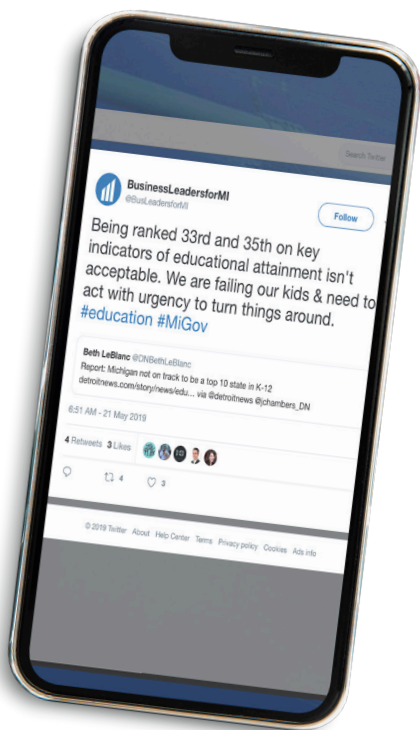 Search Twitter
BusinessLeadersforMI
@BusLeadersforMI
Follow
Being ranked 33rd and 35th on key
indicators of educational attainment isn't
acceptable. We are failing our kids & need to
act with urgency to turn things around.
#education #MiGov
Beth LeBlanc @DNBethLeBlanc
Report: Michigan not on track to be a top 10 state in K-12
detroitnews.com/story/news/edu... via @detroitnews @jchambers_DN
6:51 AM - 21 May 2019
4 Retweets 3 Likes
4 3
© 2019 Twitter About Help Center Terms Privacy policy Cookies Ads info